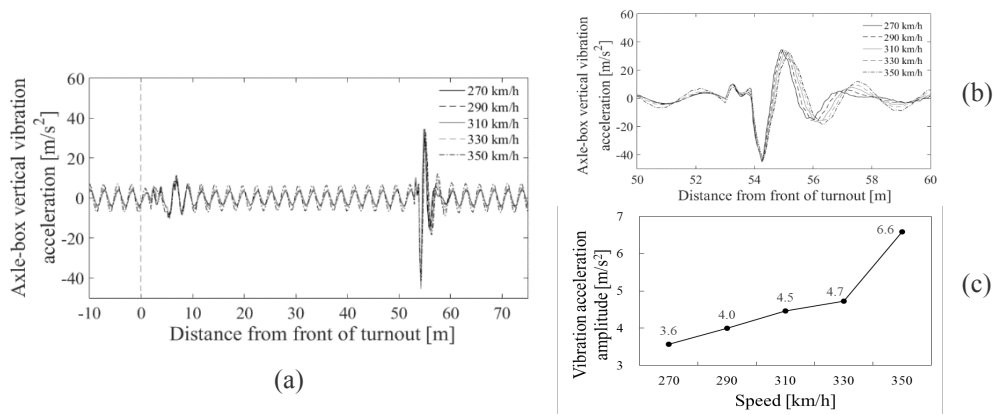 Axle-box vertical vibration
acceleration [m/s²]
60
40
20
0
-20
-40
270 km/h
290 km/h
310 km/h
330 km/h
350 km/h
-10 0 10 20 30 40 50 60 70
Distance from front of turnout [m]
(a)
Axle-box vertical vibration
acceleration [m/s²]
60
40
20
0
-20
-40
270 km/h
290 km/h
310 km/h
330 km/h
350 km/h
50 52 54 56 58 60
Distance from front of turnout [m]
(b)
Vibration acceleration
amplitude [m/s²]
7
6
5
4
3
3.6
4.0
4.5
4.7
6.6
270 290 310 330 350
Speed [km/h]
(c)